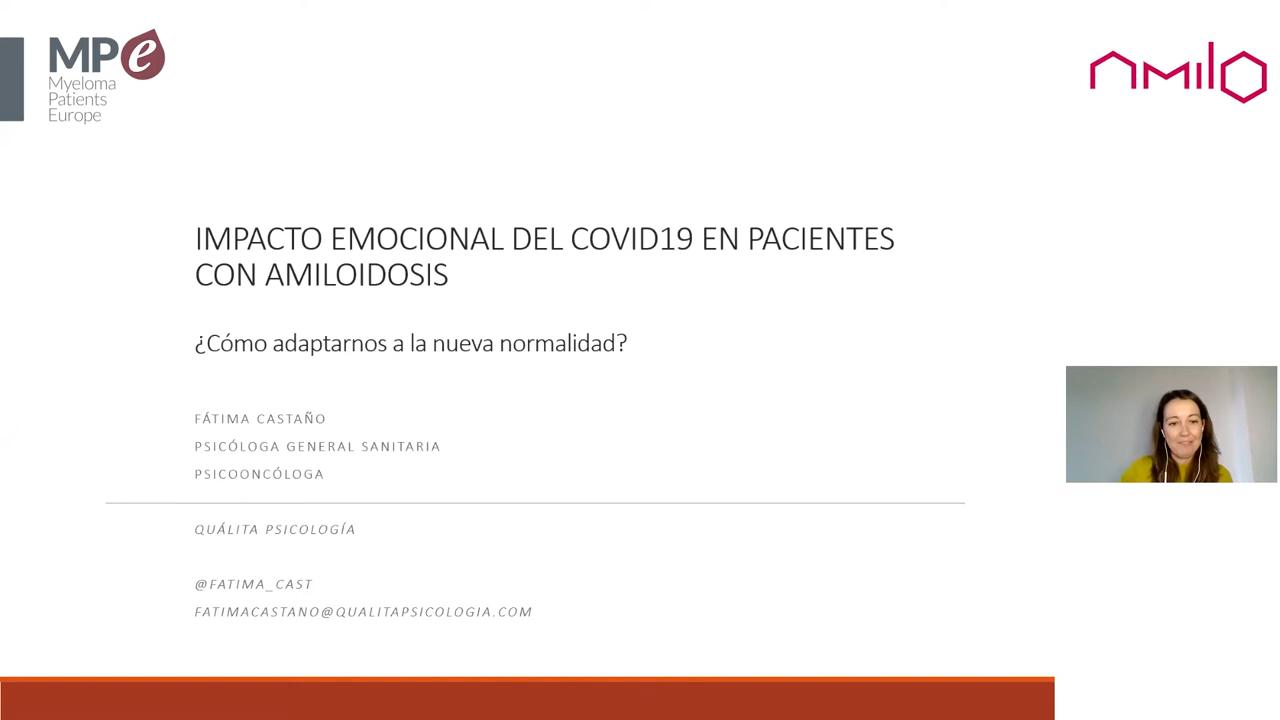 MPe
Myeloma
Patients
Europe
amilo
IMPACTO EMOCIONAL DEL COVID19 EN PACIENTES
CON AMILOIDOSIS
¿Cómo adaptarnos a la nueva normalidad?
FÁTIMA CASTAÑO
PSICÓLOGA GENERAL SANITARIA
PSICOONCÓLOGA
QUÁLITA PSICOLOGÍA
@FATIMA_CAST
FATIMACASTANO@QUALITAPSICOLOGIA.COM